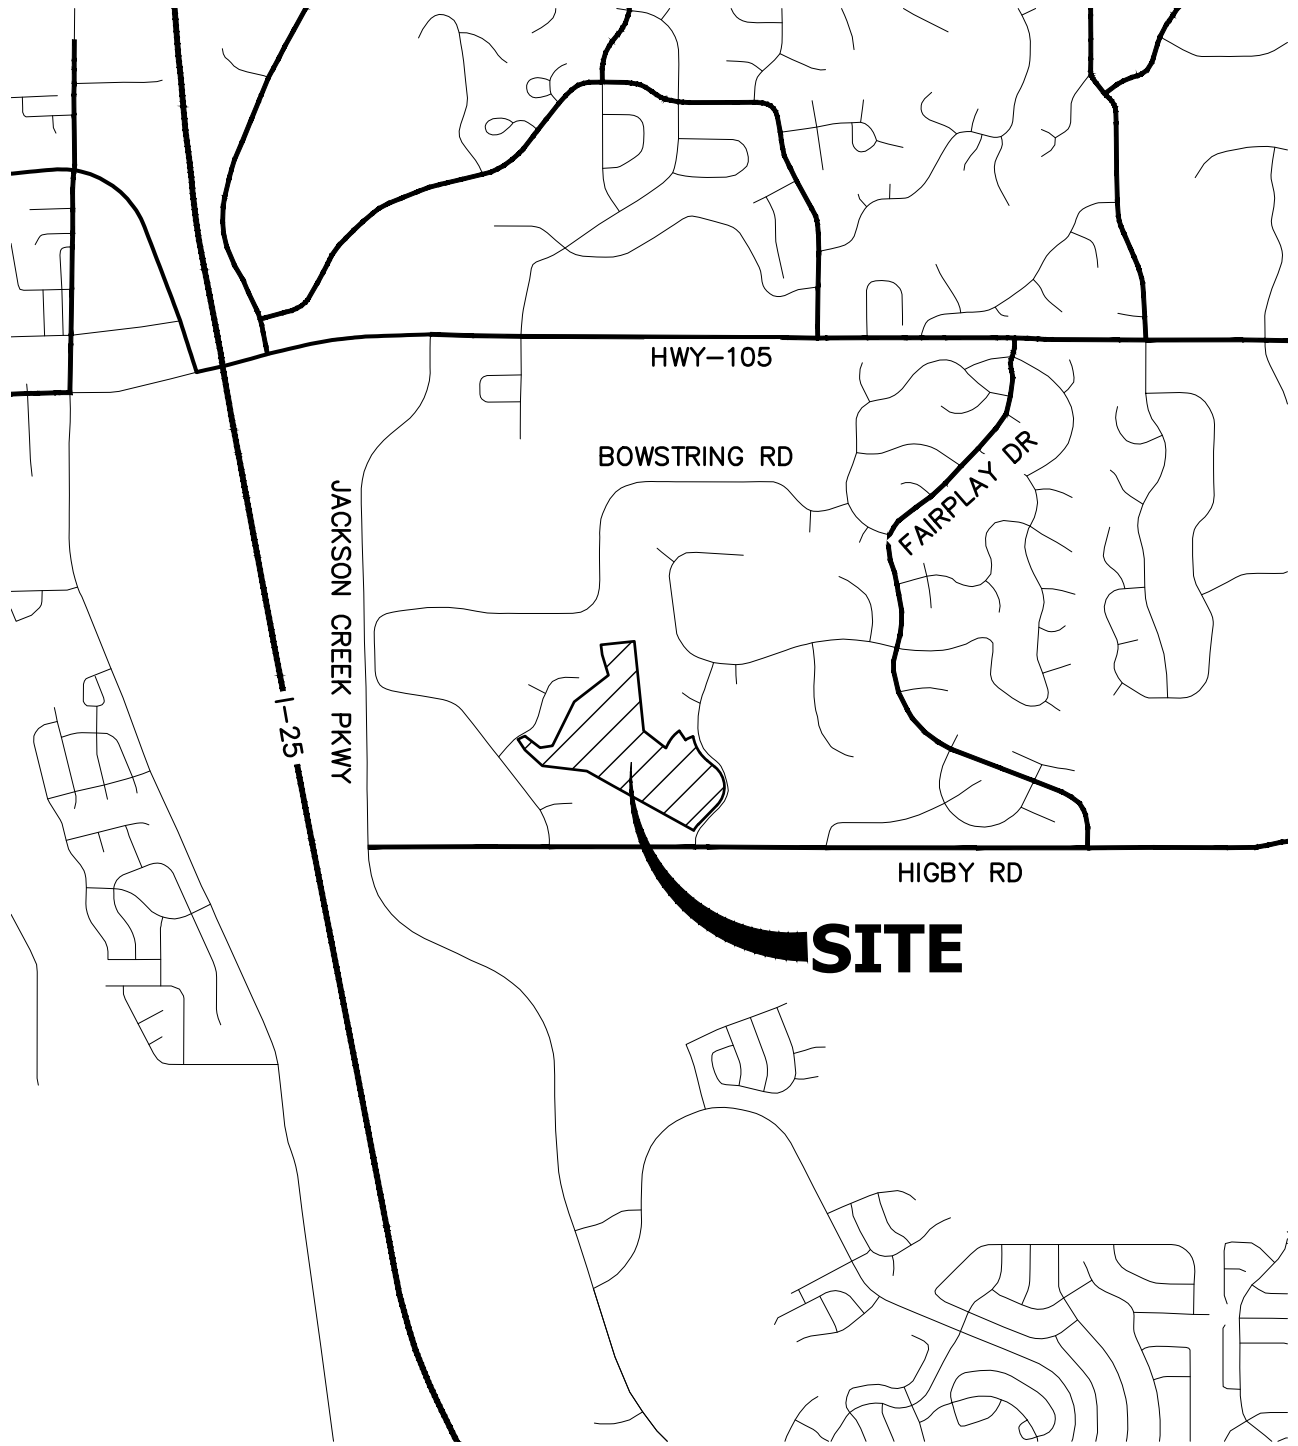 HWY-105
BOWSTRING RD
FAIRPLAY DR
JACKSON CREEK PKWY
I-25
HIGBY RD
SITE